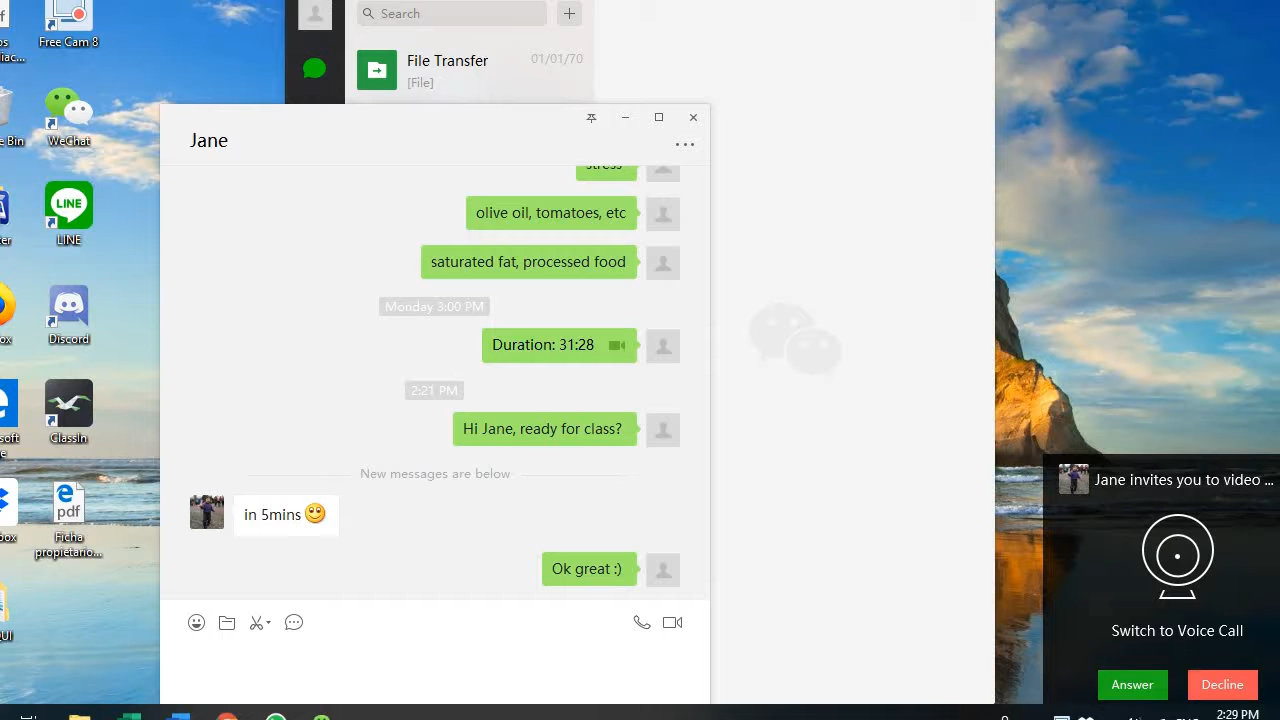 Free Cam 8
WeChat
e Bin
LINE
LINE
Discord
ClassIn
pdf
Ficha
propietario...
Search
File Transfer
01/01/70
[File]
Jane
stress
olive oil, tomatoes, etc
saturated fat, processed food
Monday 3:00 PM
Duration: 31:28
2:21 PM
Hi Jane, ready for class?
New messages are below
in 5mins
Ok great :)
Jane invites you to video ...
Switch to Voice Call
Answer
Decline
2:29 PM